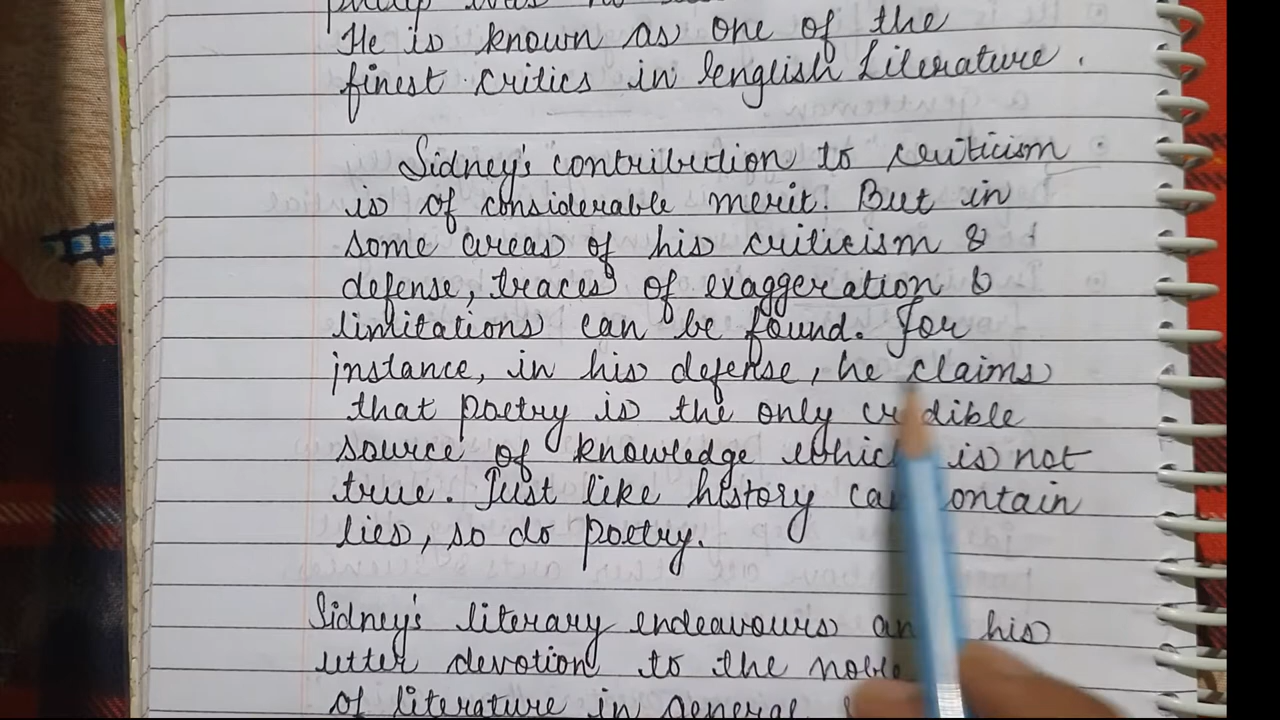 He is known as one of the
finest critics in English Literature.
Sidney's contribution to criticism
is of considerable merit. But in
some areas of his criticism &
defense, traces of exaggeration &
limitations can be found. For
instance, in his defense, he claims
that poetry is the only credible
source of knowledge which is not
true. Just like history can contain
lies, so do poetry.
Sidney's literary endeavours and his
utter devotion to the noble
of literature in general